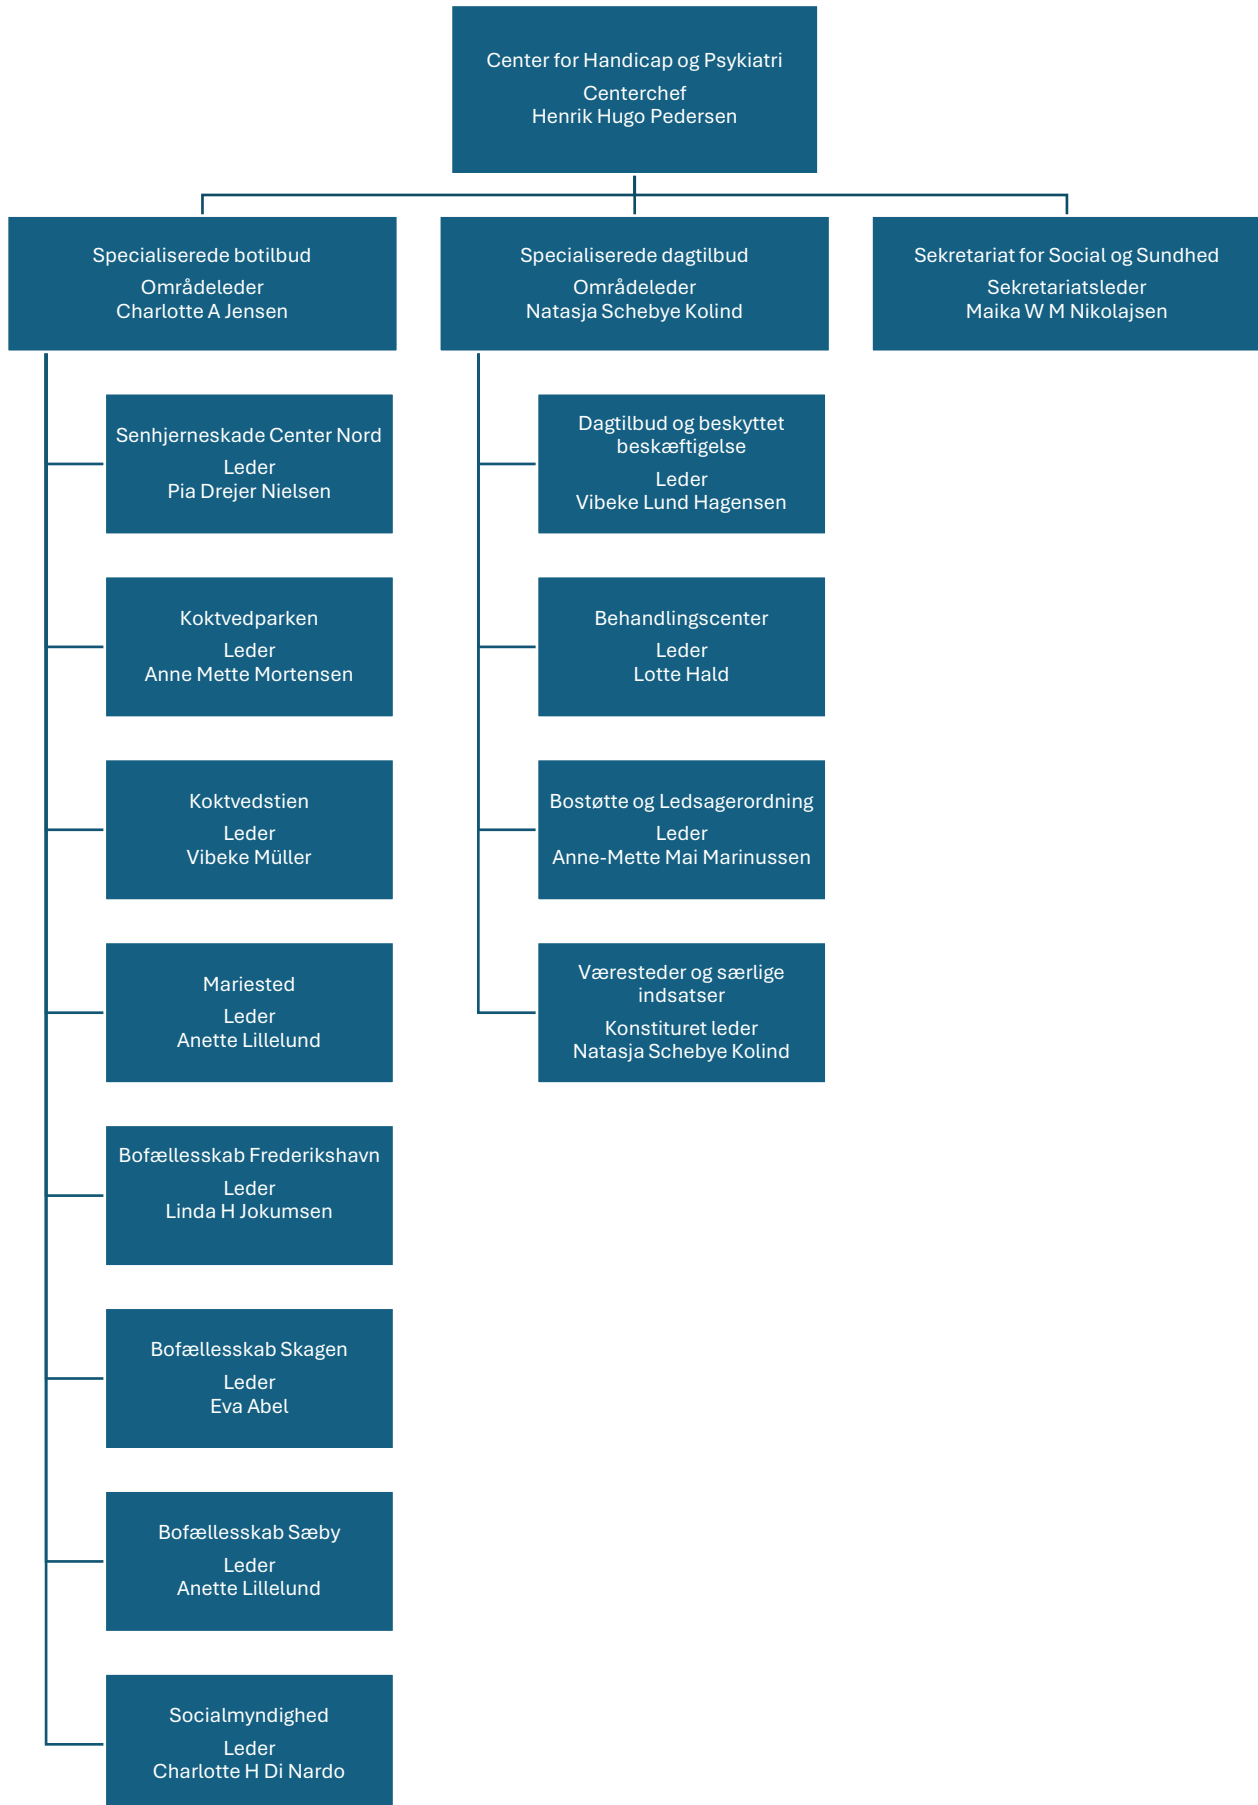 Center for Handicap og Psykiatri
Centerchef
Henrik Hugo Pedersen
Specialiserede botilbud
Områdeleder
Charlotte A Jensen
Specialiserede dagtilbud
Områdeleder
Natasja Schebye Kolind
Sekretariat for Social og Sundhed
Sekretariatsleder
Maika W M Nikolajsen
Senhjerneskade Center Nord
Leder
Pia Drejer Nielsen
Koktvedparken
Leder
Anne Mette Mortensen
Koktvedstien
Leder
Vibeke Müller
Mariested
Leder
Anette Lillelund
Bofællesskab Frederikshavn
Leder
Linda H Jokumsen
Bofællesskab Skagen
Leder
Eva Abel
Bofællesskab Sæby
Leder
Anette Lillelund
Socialmyndighed
Leder
Charlotte H Di Nardo
Dagtilbud og beskyttet
beskæftigelse
Leder
Vibeke Lund Hagensen
Behandlingscenter
Leder
Lotte Hald
Bostøtte og Ledsagerordning
Leder
Anne-Mette Mai Marinussen
Væresteder og særlige
indsatser
Konstituret leder
Natasja Schebye Kolind